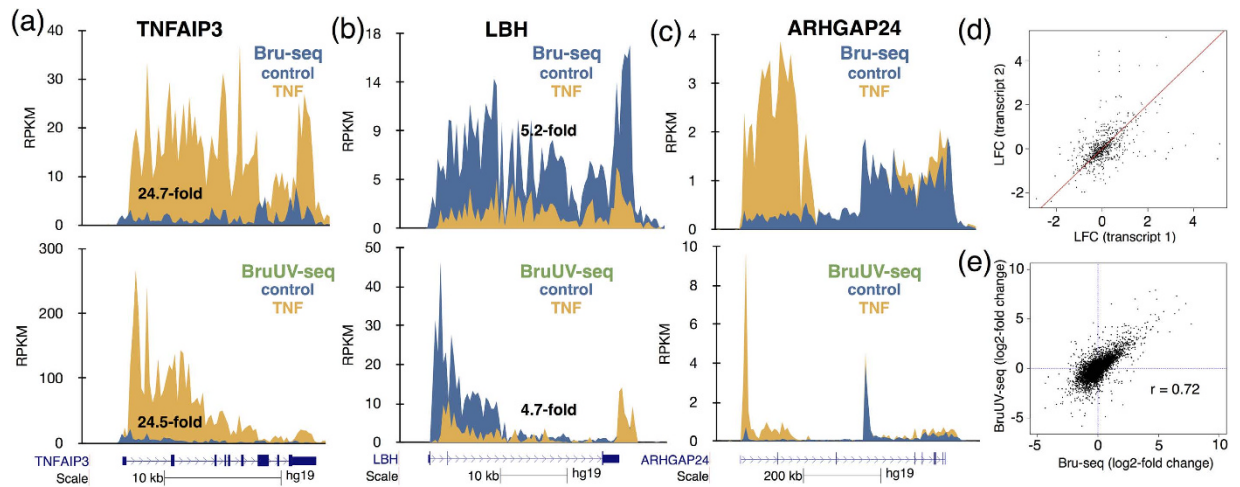 (a)
TNFAIP3
40
30
20
10
0
RPKM
Bru-seq
control
TNF
24.7-fold
300
200
100
0
RPKM
BruUV-seq
control
TNF
24.5-fold
TNFAIP3
Scale
10 kb
hg19
(b)
LBH
18
14
9
5
0
RPKM
5.2-fold
50
40
30
20
10
0
RPKM
BruUV-seq
control
TNF
4.7-fold
LBH
Scale
10 kb
hg19
(c)
ARHGAP24
4
3
2
1
0
RPKM
Bru-seq
control
TNF
10
8
6
4
2
0
RPKM
BruUV-seq
control
TNF
ARHGAP24
Scale
200 kb
hg19
(d)
4
2
0
-2
LFC (transcript 2)
-2 0 2 4
LFC (transcript 1)
(e)
10
5
0
-5
BruUV-seq (log2-fold change)
r = 0.72
-5 0 5 10
Bru-seq (log2-fold change)